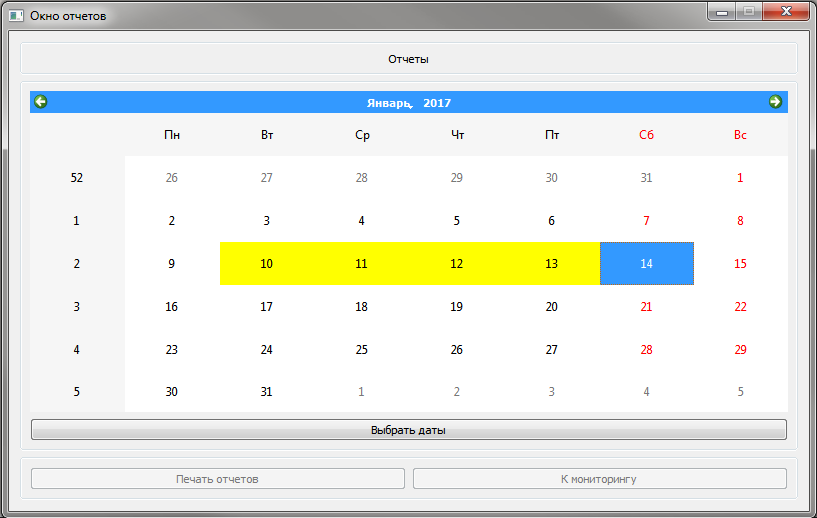 Окно отчетов
Отчеты
Январь, 2017
Пн Вт Ср Чт Пт Сб Вс
52 26 27 28 29 30 31 1
1 2 3 4 5 6 7 8
2 9 10 11 12 13 14 15
3 16 17 18 19 20 21 22
4 23 24 25 26 27 28 29
5 30 31 1 2 3 4 5
Выбрать даты
Печать отчетов К мониторингу